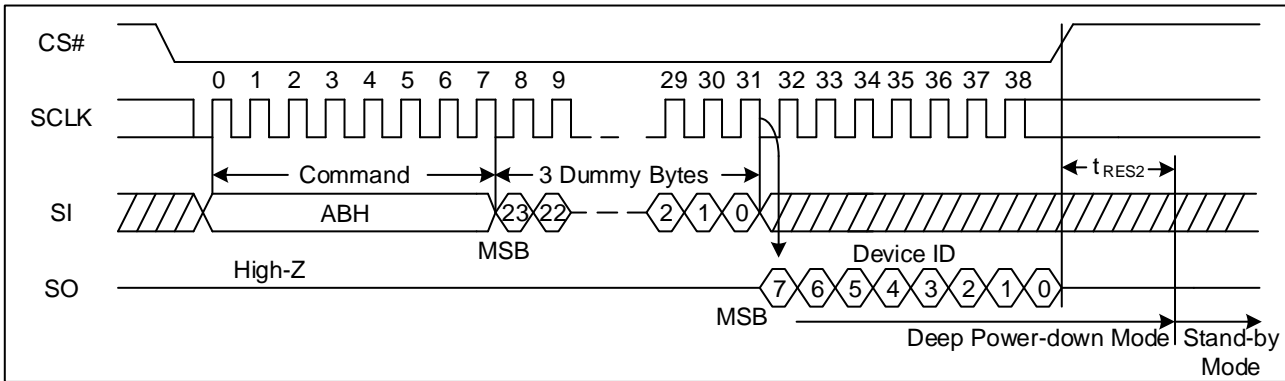 CS#
0 1 2 3 4 5 6 7 8 9 29 30 31 32 33 34 35 36 37 38
SCLK
Command 3 Dummy Bytes tRES2
SI ABH 23 22 2 1 0
MSB Device ID
High-Z
SO 7 6 5 4 3 2 1 0
MSB
Deep Power-down Mode Stand-by
Mode